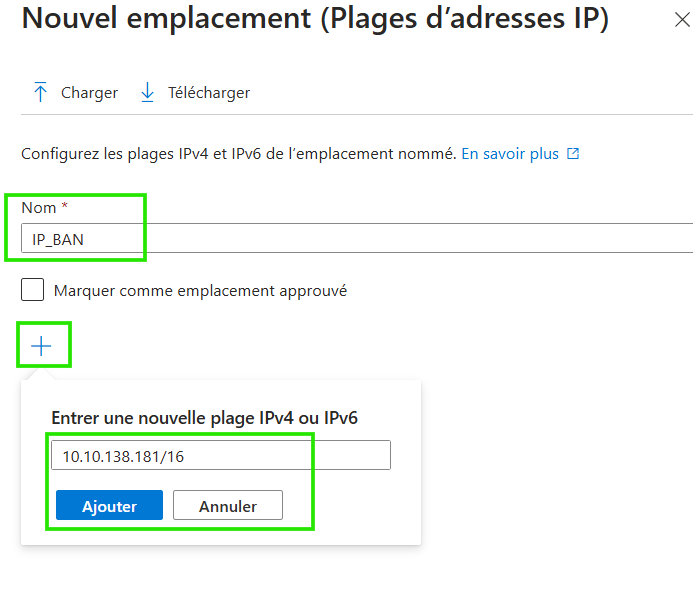 Nouvel emplacement (Plages d’adresses IP)
Charger Télécharger
Configurez les plages IPv4 et IPv6 de l’emplacement nommé. En savoir plus
Nom *
IP_BAN
Marquer comme emplacement approuvé
Entrer une nouvelle plage IPv4 ou IPv6
10.10.138.181/16
Ajouter Annuler